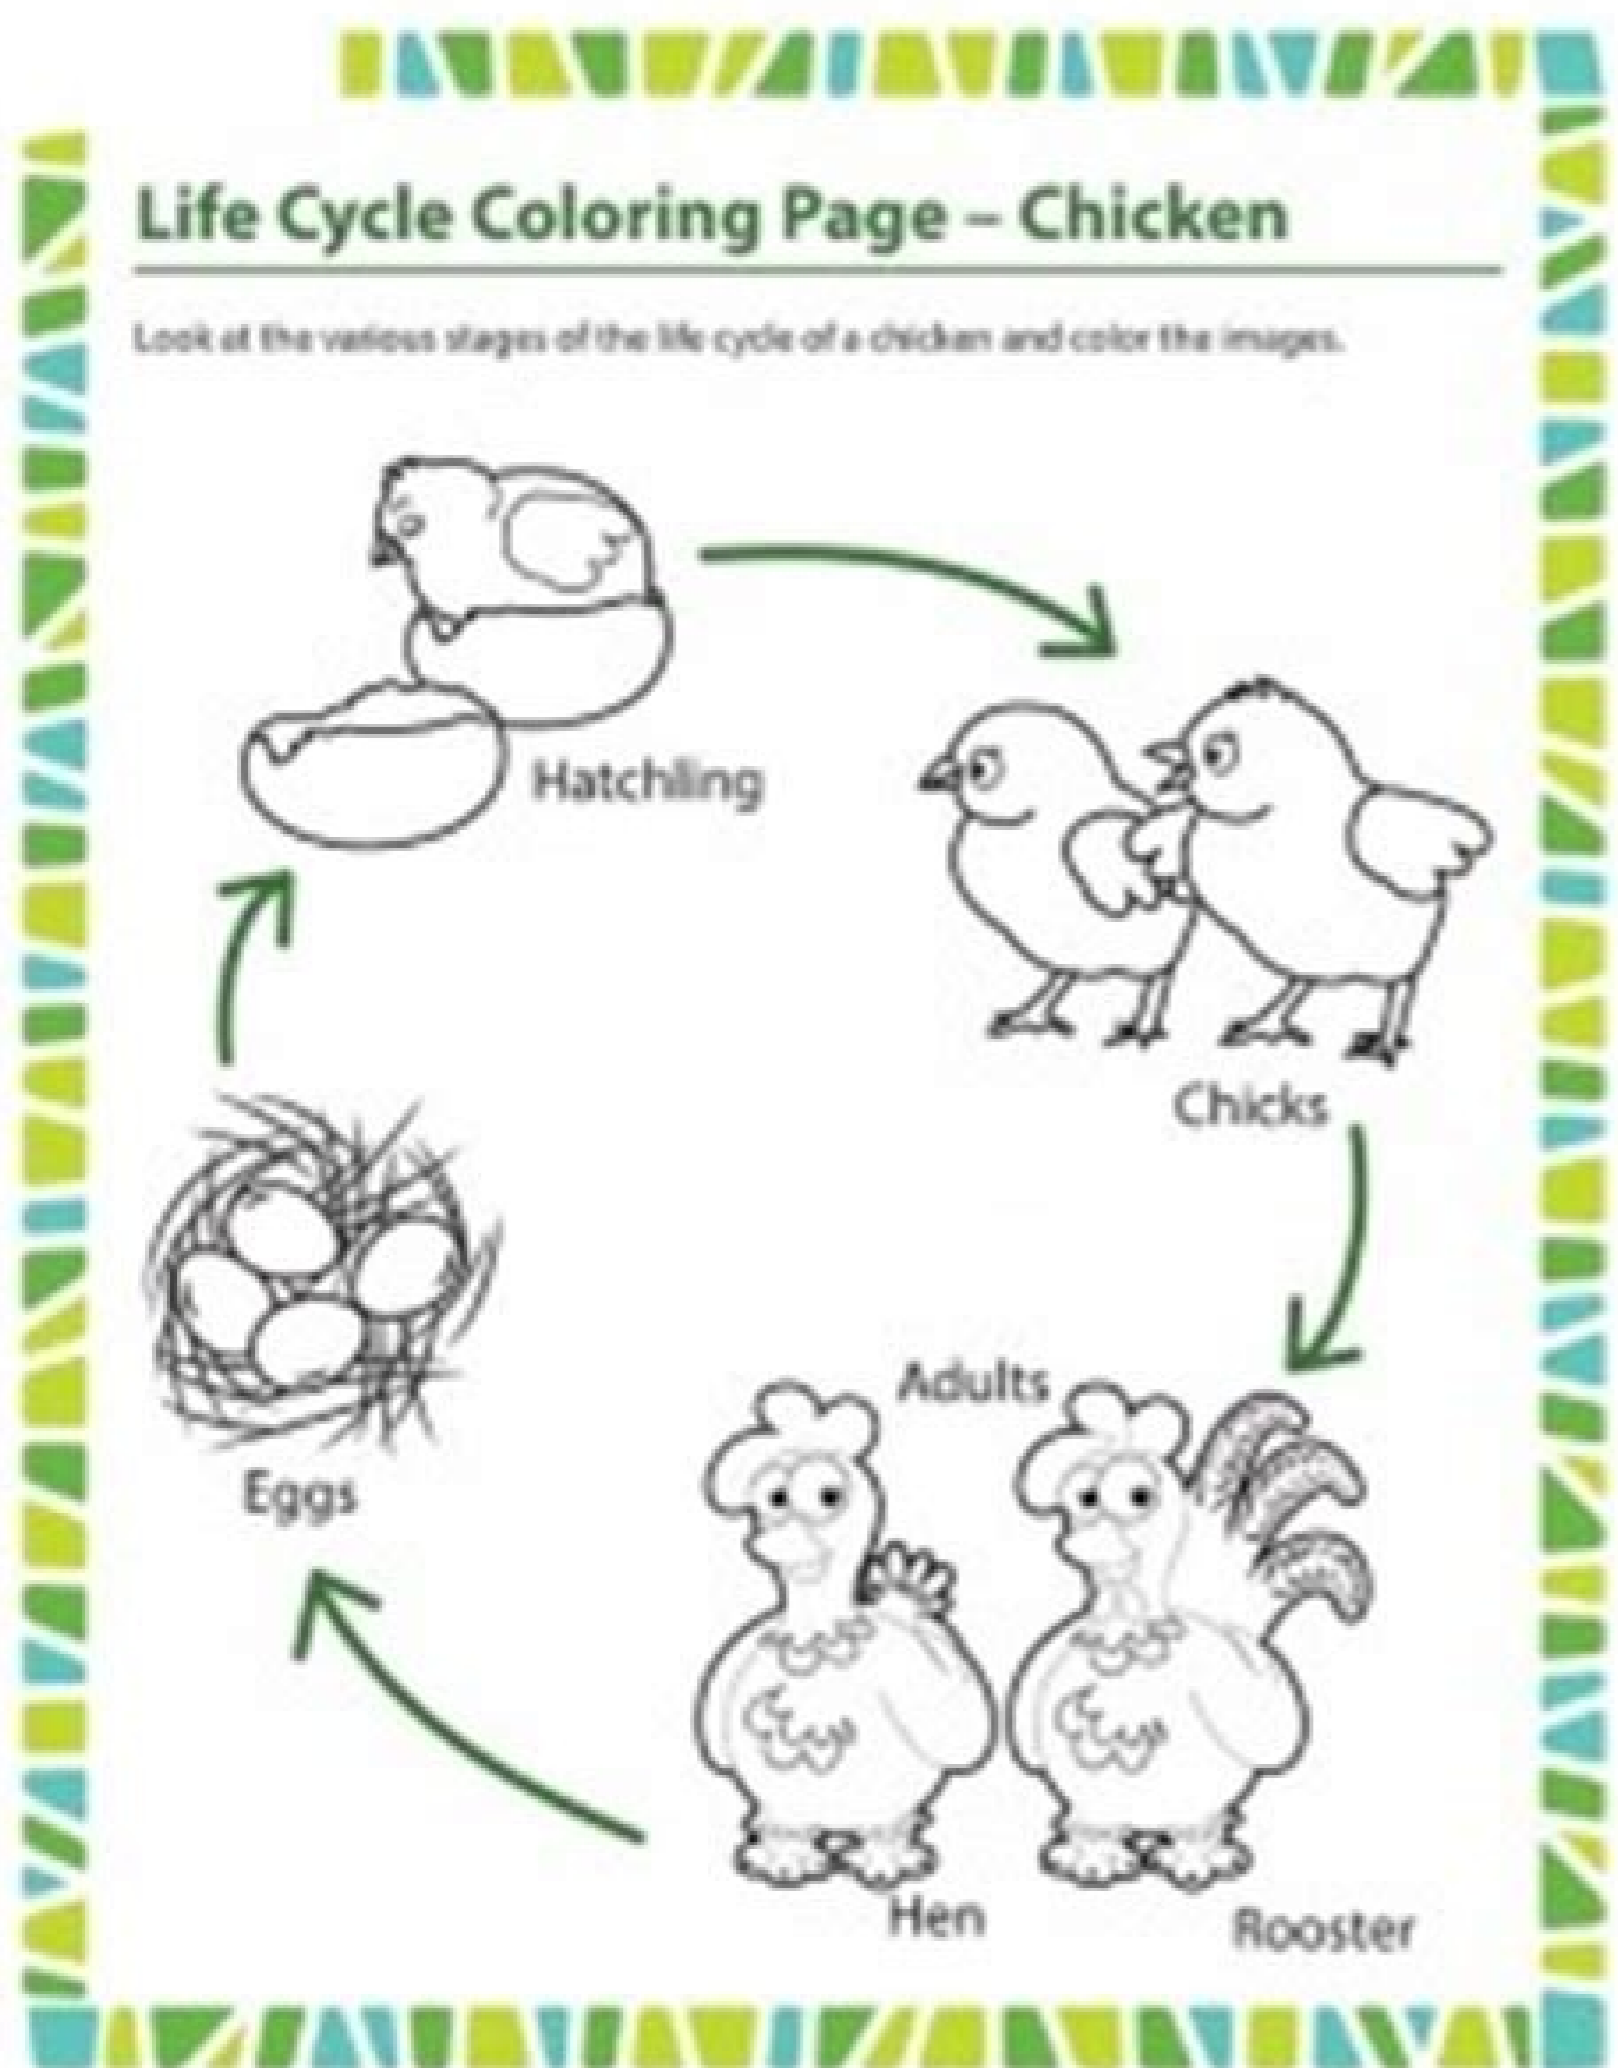 Life Cycle Coloring Page – Chicken
Look at the various stages of the life cycle of a chicken and color the images.
Hatchling
Chicks
Adults
Eggs
Hen
Rooster